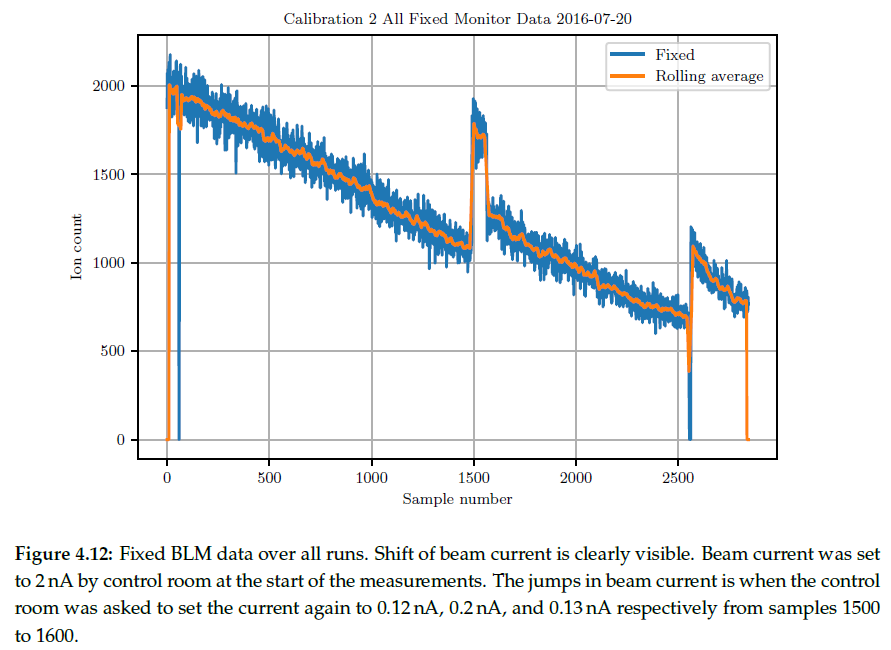 Calibration 2 All Fixed Monitor Data 2016-07-20
Fixed
Rolling average
2000
1500
1000
500
0
Ion count
0 500 1000 1500 2000 2500
Sample number
Figure 4.12: Fixed BLM data over all runs. Shift of beam current is clearly visible. Beam current was set
to 2 nA by control room at the start of the measurements. The jumps in beam current is when the control
room was asked to set the current again to 0.12 nA, 0.2 nA, and 0.13 nA respectively from samples 1500
to 1600.